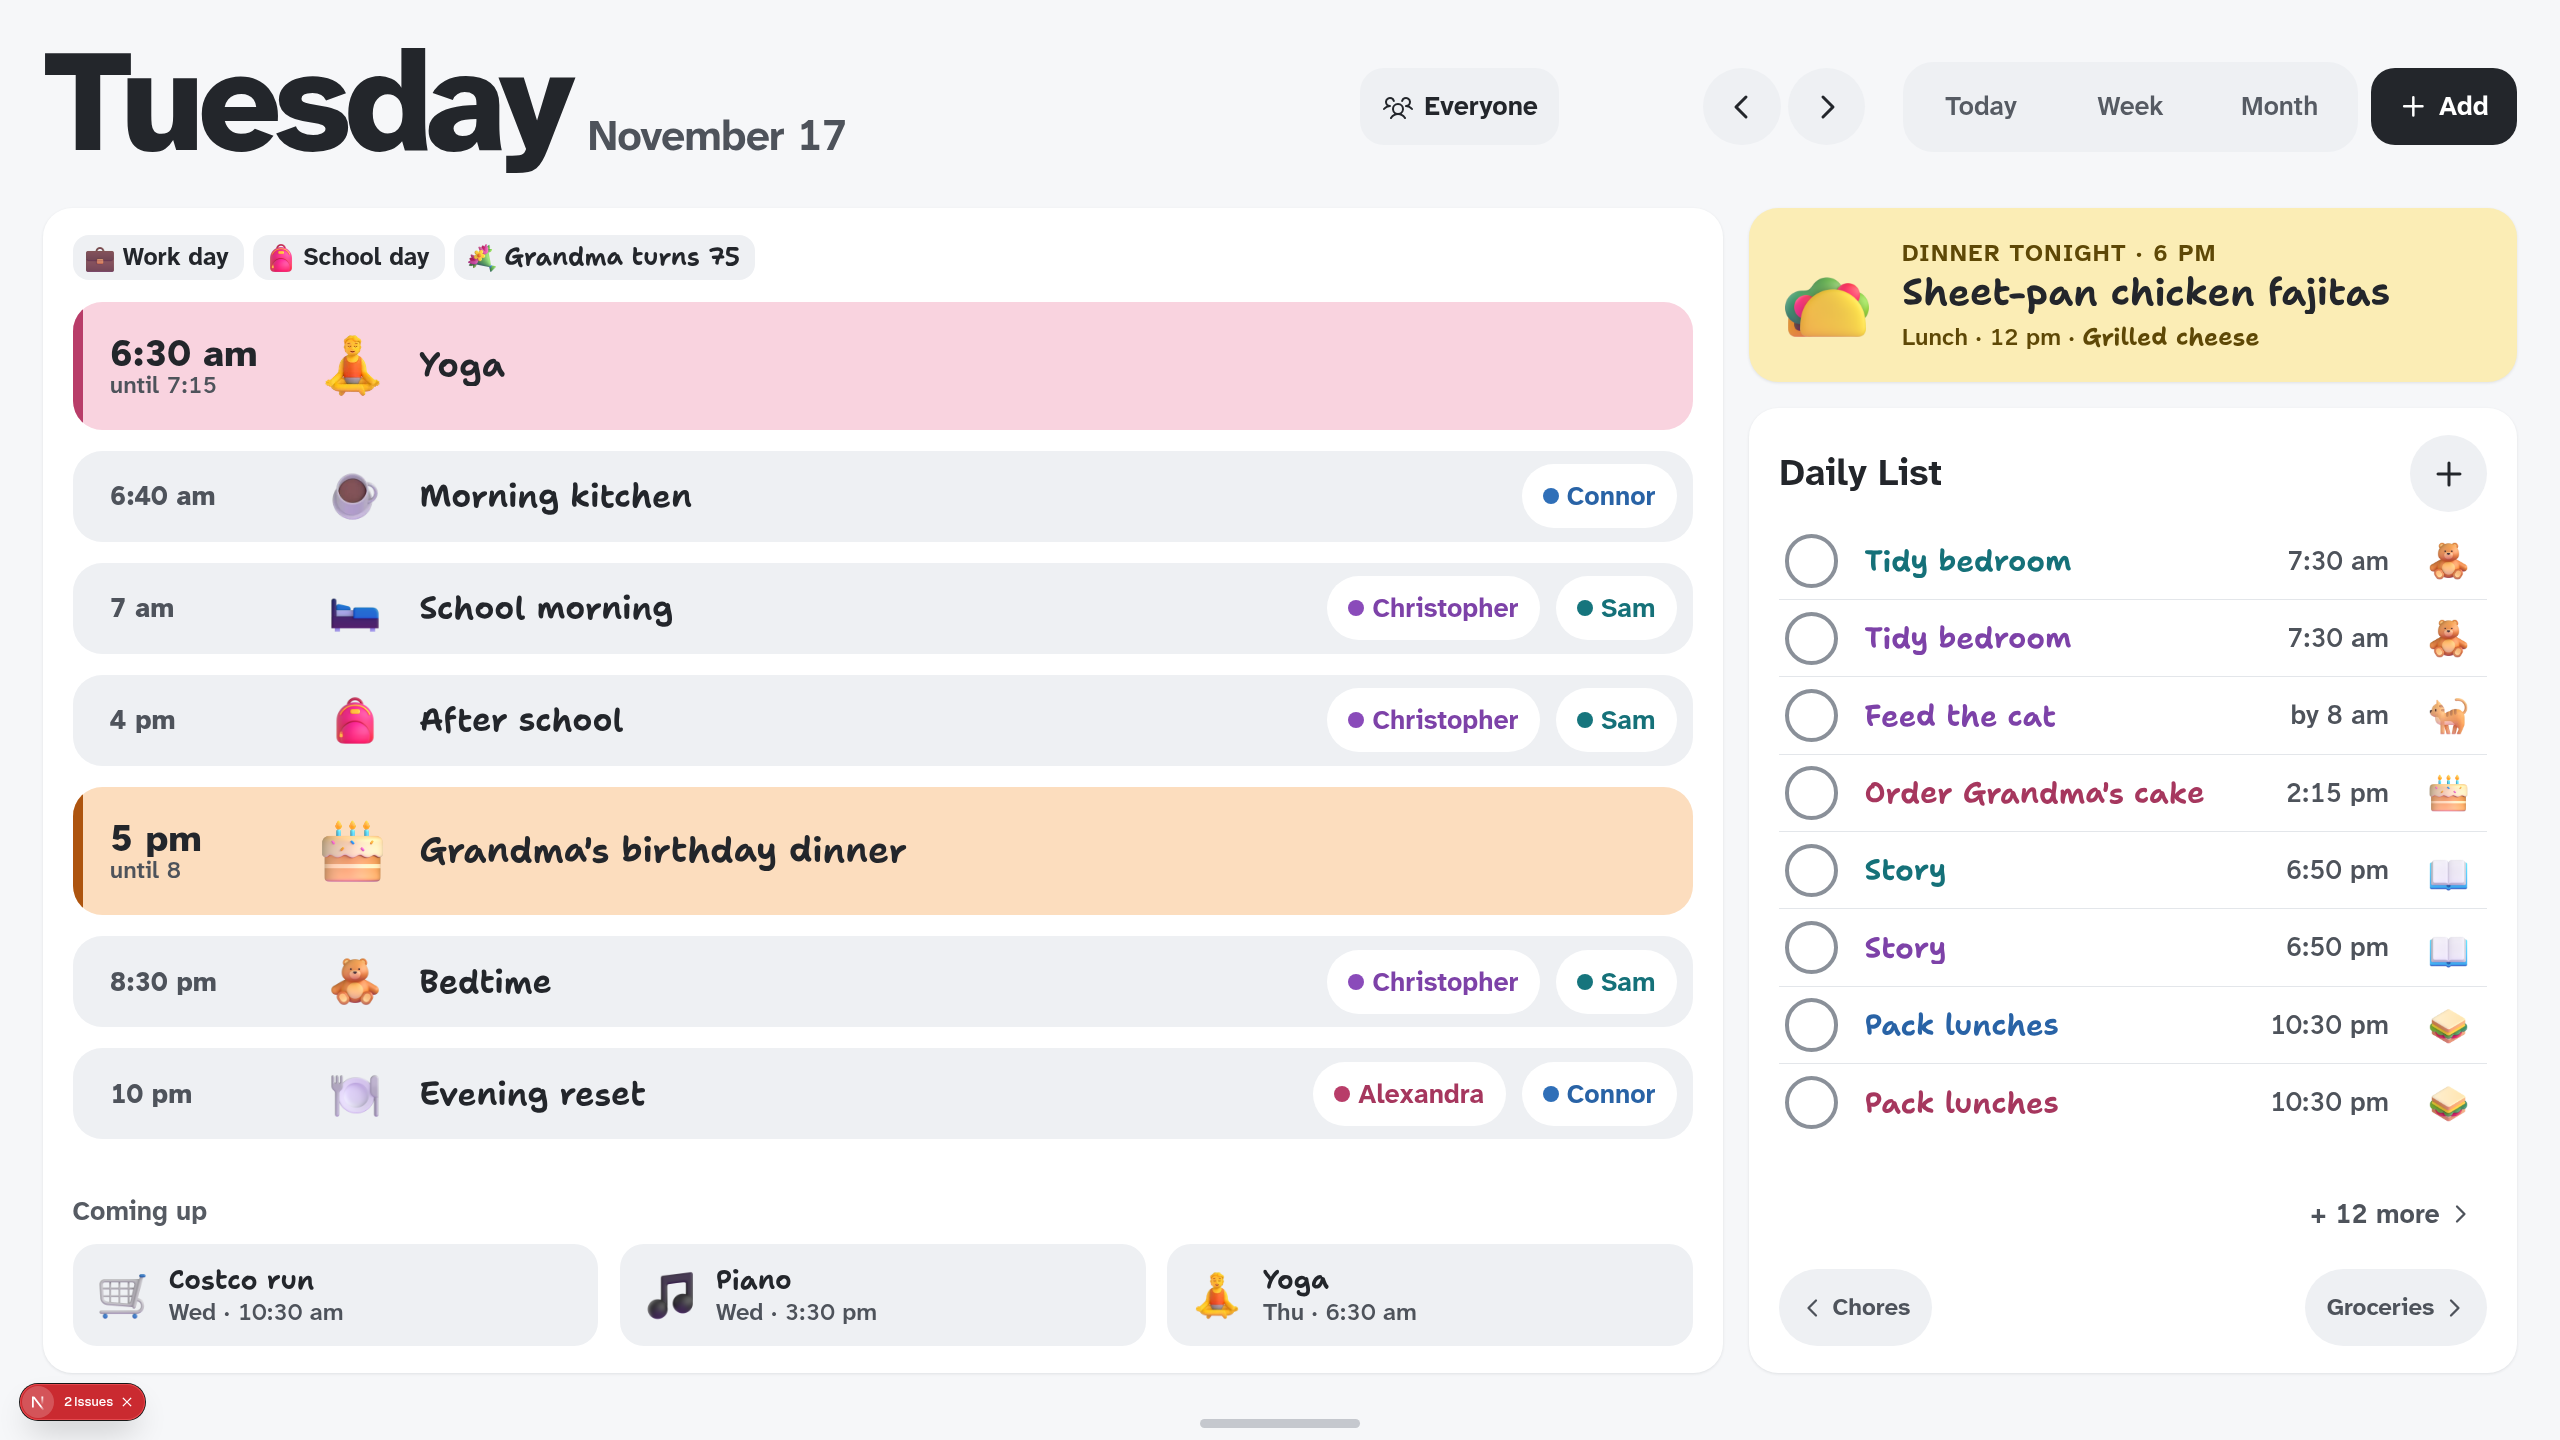 Tuesday November 17
Everyone
Today
Week
Month
+ Add
Work day
School day
Grandma turns 75
6:30 am
until 7:15
Yoga
6:40 am
Morning kitchen
Connor
7 am
School morning
Christopher
Sam
4 pm
After school
Christopher
Sam
5 pm
until 8
Grandma's birthday dinner
8:30 pm
Bedtime
Christopher
Sam
10 pm
Evening reset
Alexandra
Connor
Coming up
Costco run
Wed · 10:30 am
Piano
Wed · 3:30 pm
Yoga
Thu · 6:30 am
DINNER TONIGHT · 6 PM
Sheet-pan chicken fajitas
Lunch · 12 pm · Grilled cheese
Daily List
Tidy bedroom 7:30 am
Tidy bedroom 7:30 am
Feed the cat by 8 am
Order Grandma's cake 2:15 pm
Story 6:50 pm
Story 6:50 pm
Pack lunches 10:30 pm
Pack lunches 10:30 pm
+ 12 more
Chores
Groceries
N 2 Issues